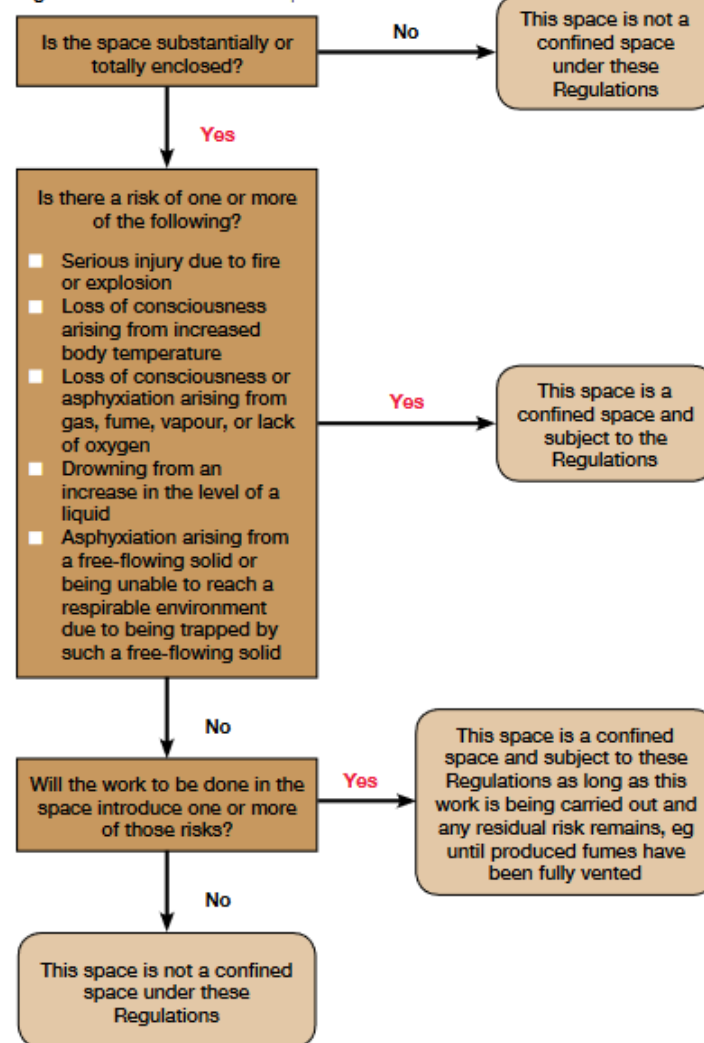 Is the space substantially or
totally enclosed?
No
This space is not a
confined space
under these
Regulations
Yes
Is there a risk of one or more
of the following?
Serious injury due to fire
or explosion
Loss of consciousness
arising from increased
body temperature
Loss of consciousness or
asphyxiation arising from
gas, fume, vapour, or lack
of oxygen
Drowning from an
increase in the level of a
liquid
Asphyxiation arising from
a free-flowing solid or
being unable to reach a
respirable environment
due to being trapped by
such a free-flowing solid
Yes
This space is a
confined space and
subject to the
Regulations
No
Will the work to be done in the
space introduce one or more
of those risks?
Yes
This space is a confined
space and subject to these
Regulations as long as this
work is being carried out and
any residual risk remains, eg
until produced fumes have
been fully vented
No
This space is not a confined
space under these
Regulations